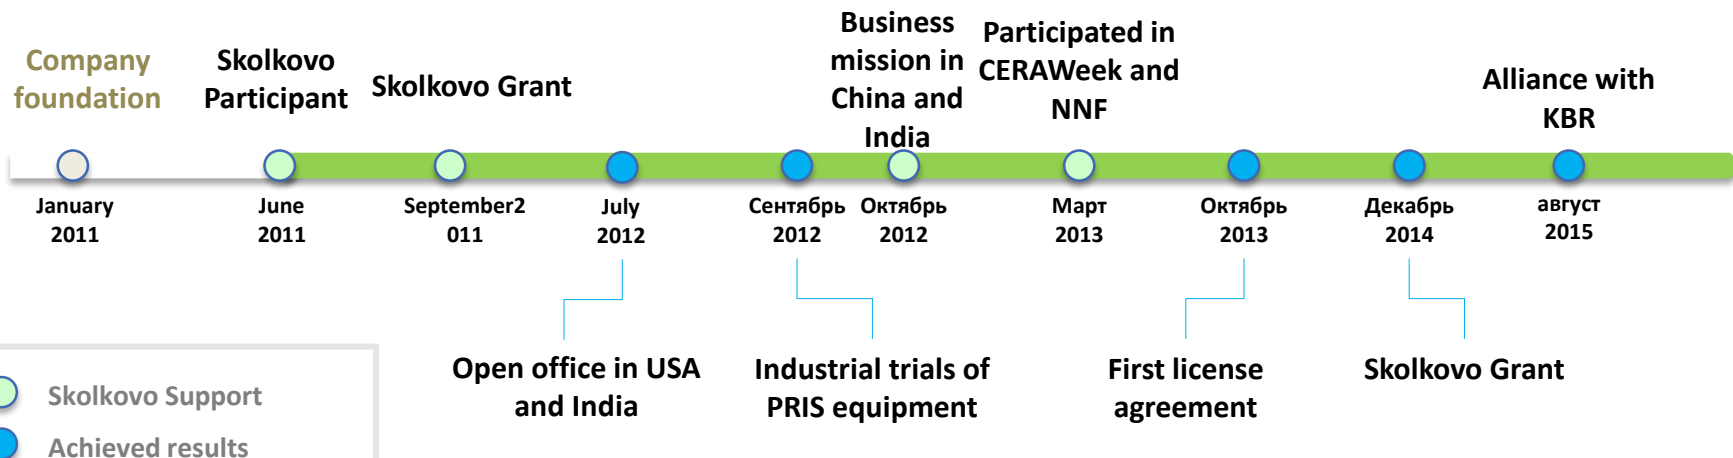 Company
foundation
Skolkovo
Participant
Skolkovo Grant
Business
mission in
China and
India
Participated in
CERAWeek and
NNF
Alliance with
KBR
January
2011
June
2011
September2
011
July
2012
Сентябрь
2012
Октябрь
2012
Март
2013
Октябрь
2013
Декабрь
2014
август
2015
Open office in USA
and India
Industrial trials of
PRIS equipment
First license
agreement
Skolkovo Grant
Skolkovo Support
Achieved results